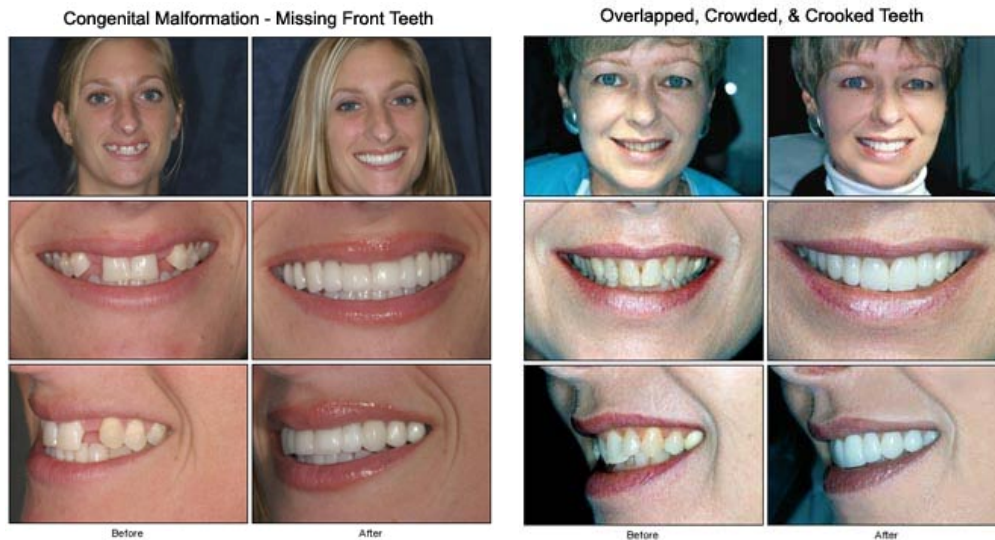 Congenital Malformation - Missing Front Teeth
Overlapped, Crowded, & Crooked Teeth
Before
After
Before
After